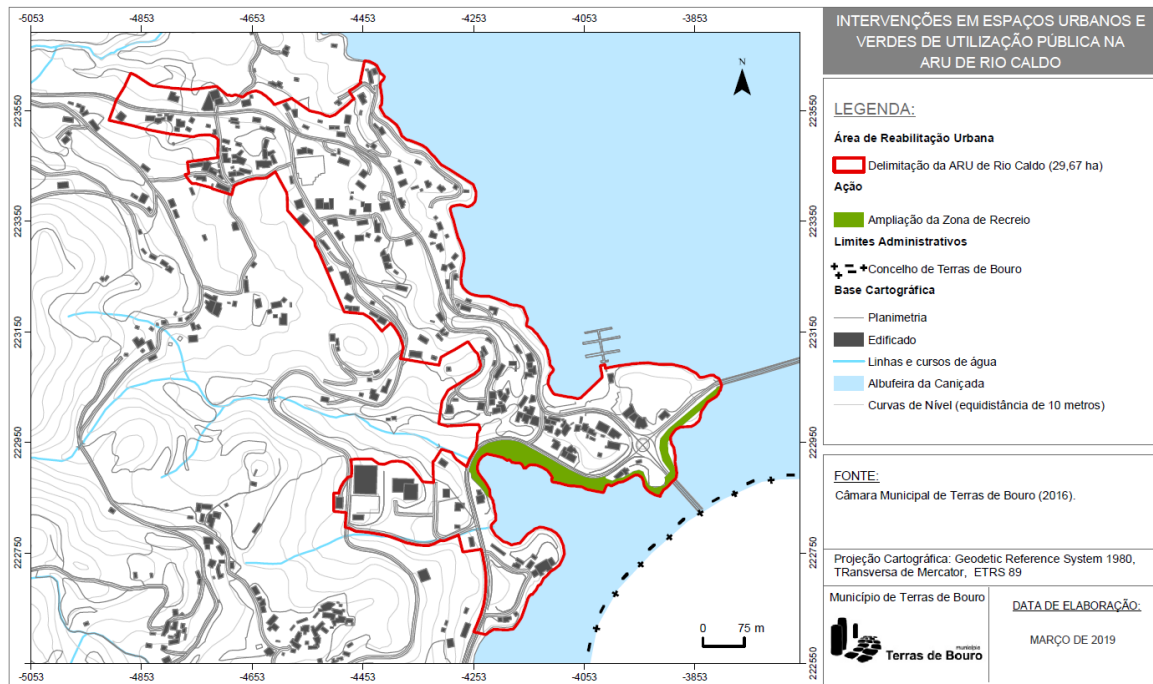 -5053 -4853 -4653 -4453 -4253 -4053 -3853
223550 223550
223350 223350
223150 223150
222950 222950
222750 222750
222550 222550
-5053 -4853 -4653 -4453 -4253 -4053 -3853
N
0 75 m
INTERVENÇÕES EM ESPAÇOS URBANOS E
VERDES DE UTILIZAÇÃO PÚBLICA NA
ARU DE RIO CALDO
LEGENDA:
Área de Reabilitação Urbana
Delimitação da ARU de Rio Caldo (29,67 ha)
Ação
Ampliação da Zona de Recreio
Limites Administrativos
Concelho de Terras de Bouro
Base Cartográfica
Planimetria
Edificado
Linhas e cursos de água
Albufeira da Caniçada
Curvas de Nível (equidistância de 10 metros)
FONTE:
Câmara Municipal de Terras de Bouro (2016).
Projeção Cartográfica: Geodetic Reference System 1980,
TRansversa de Mercator, ETRS 89
Município de Terras de Bouro
município
Terras de Bouro
DATA DE ELABORAÇÃO:
MARÇO DE 2019